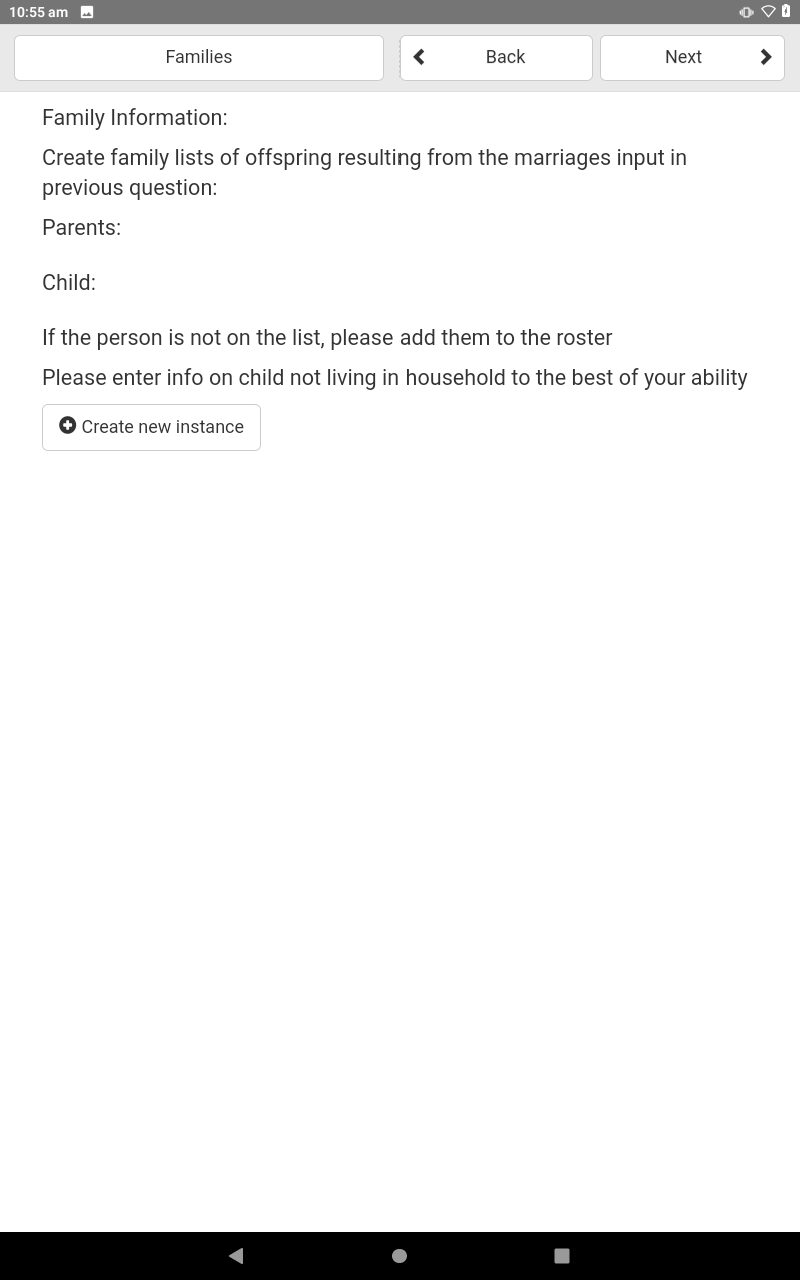 10:55 am
Families
Back
Next
Family Information:
Create family lists of offspring resulting from the marriages input in
previous question:
Parents:
Child:
If the person is not on the list, please add them to the roster
Please enter info on child not living in household to the best of your ability
Create new instance